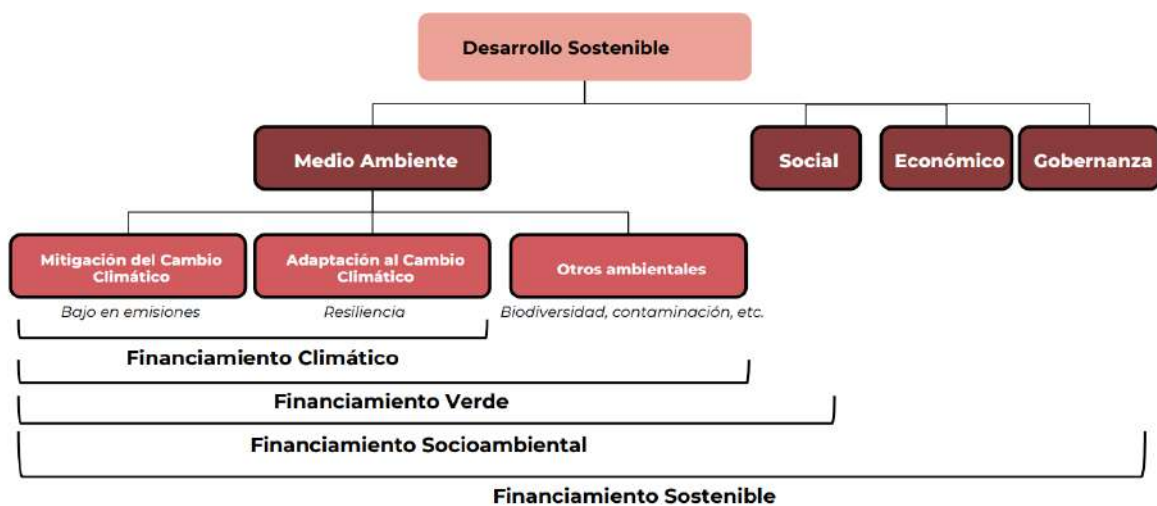 Desarrollo Sostenible
Medio Ambiente
Social
Económico
Gobernanza
Mitigación del Cambio
Climático
Adaptación al Cambio
Climático
Otros ambientales
Bajo en emisiones
Resiliencia
Biodiversidad, contaminación, etc.
Financiamiento Climático
Financiamiento Verde
Financiamiento Socioambiental
Financiamiento Sostenible